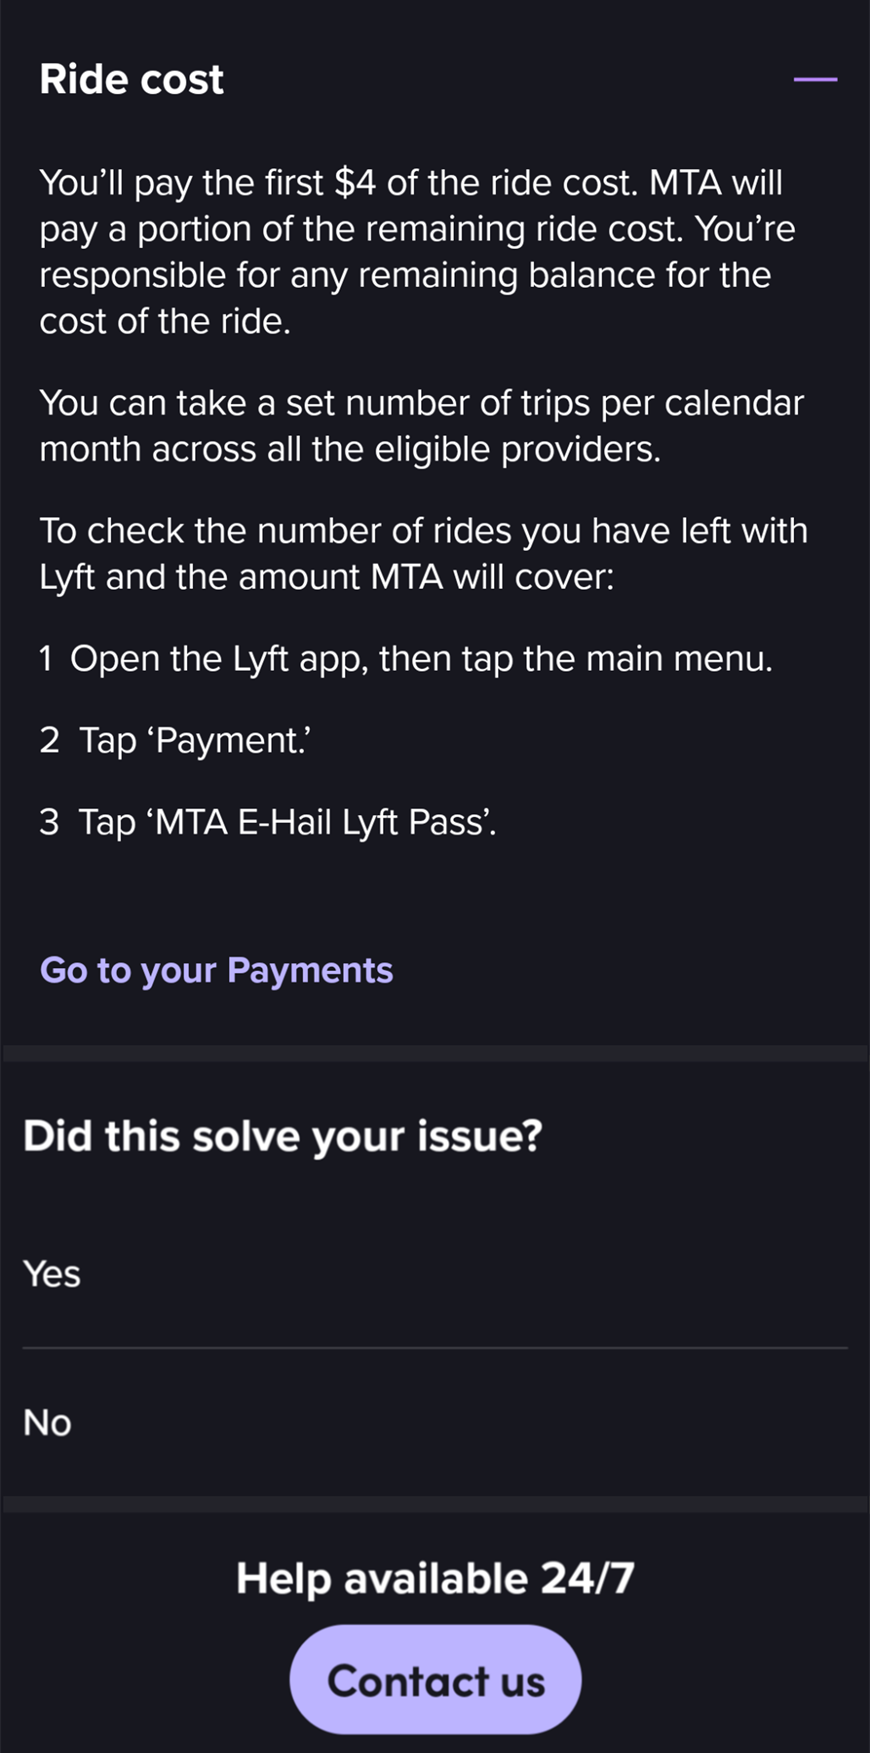 Ride cost
You’ll pay the first $4 of the ride cost. MTA will
pay a portion of the remaining ride cost. You’re
responsible for any remaining balance for the
cost of the ride.
You can take a set number of trips per calendar
month across all the eligible providers.
To check the number of rides you have left with
Lyft and the amount MTA will cover:
1 Open the Lyft app, then tap the main menu.
2 Tap ‘Payment.’
3 Tap ‘MTA E-Hail Lyft Pass’.
Go to your Payments
Did this solve your issue?
Yes
No
Help available 24/7
Contact us